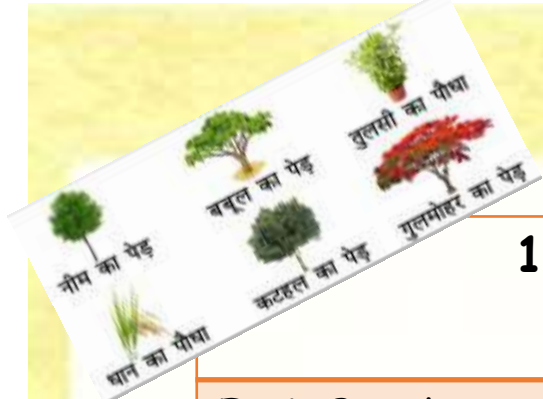 नीम का पेड़
बबूल का पेड़
तुलसी का पौधा
धान का पौधा
कटहल का पेड़
गुलमोहर का पेड़
1